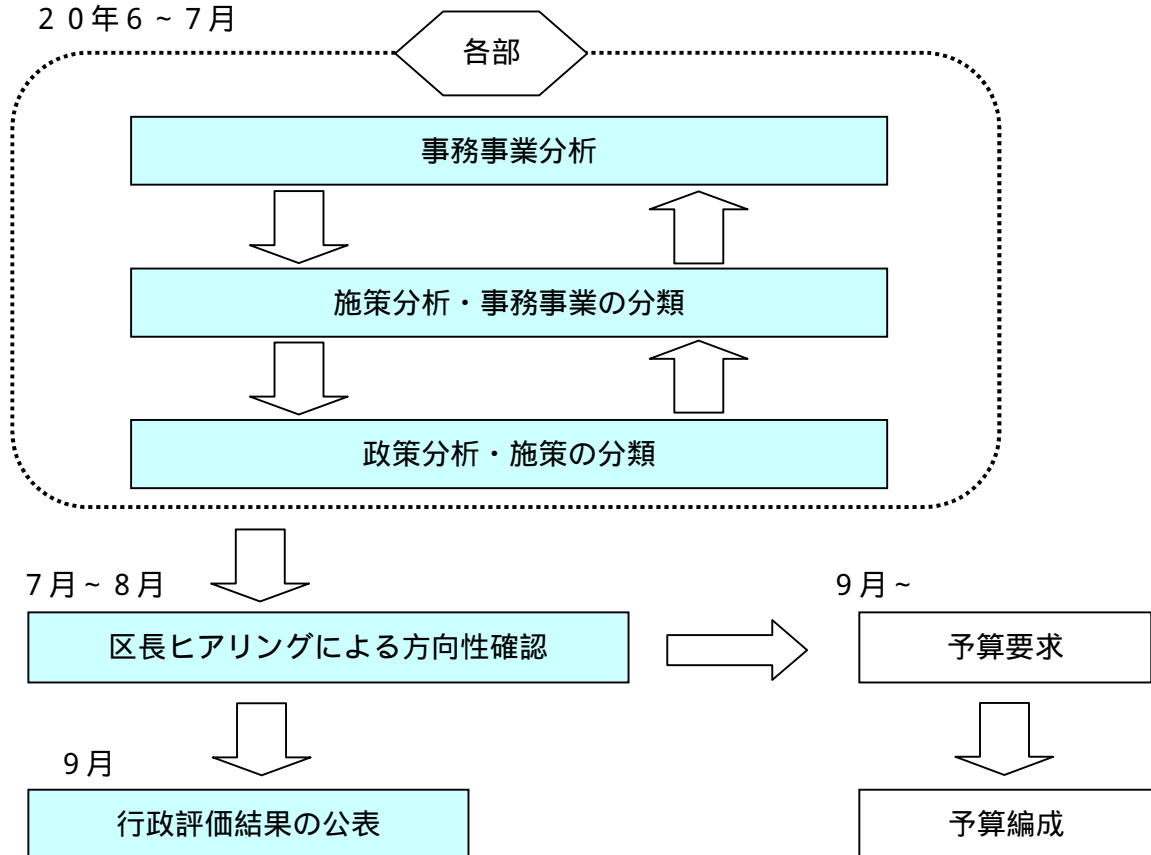 ２０年６～７月
各部
事務事業分析
施策分析・事務事業の分類
政策分析・施策の分類
７月～８月
９月～
区長ヒアリングによる方向性確認
予算要求
９月
行政評価結果の公表
予算編成